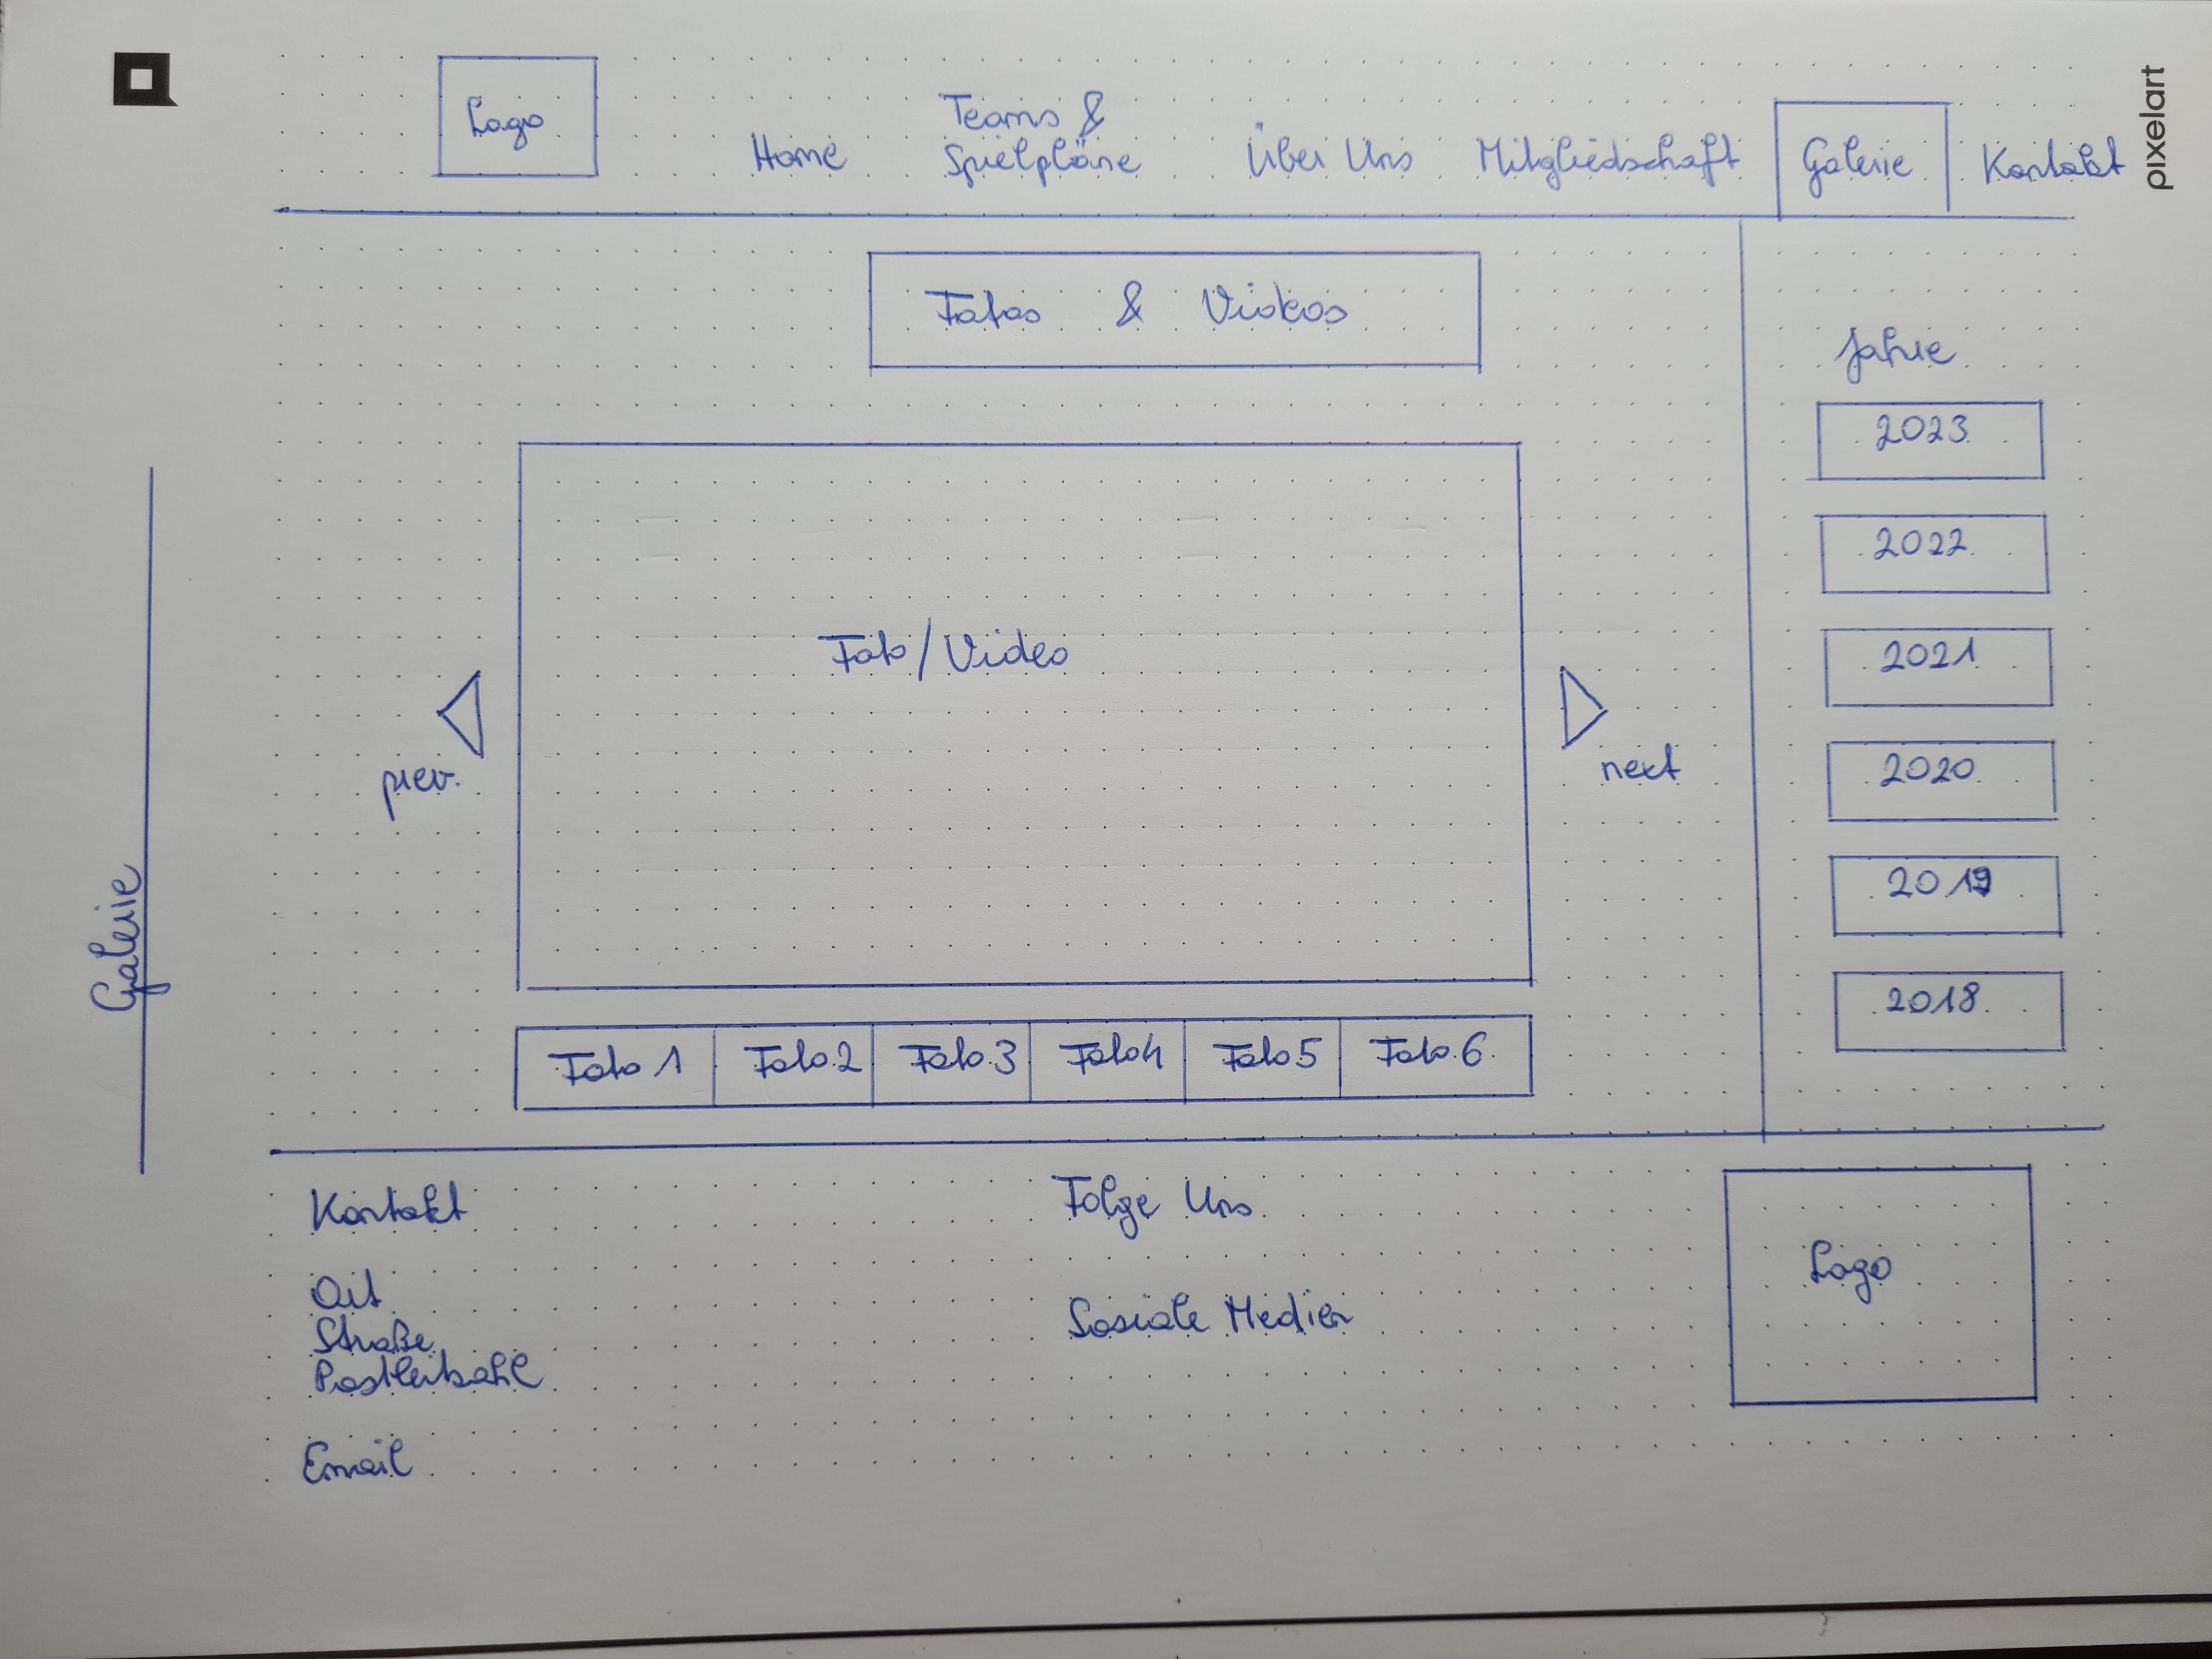 pixelart
Galerie
Logo
Home
Teams &
Spielpläne
Über Uns
Mitgliedschaft
Galerie
Kontakt
Fotos & Videos
Jahre
2023
2022
2021
2020
2019
2018
Foto/Video
prev.
next
Foto 1
Foto 2
Foto 3
Foto 4
Foto 5
Foto 6
Kontakt
Ort
Straße
Postleitzahl
Email
Folge Uns
Soziale Medien
Logo